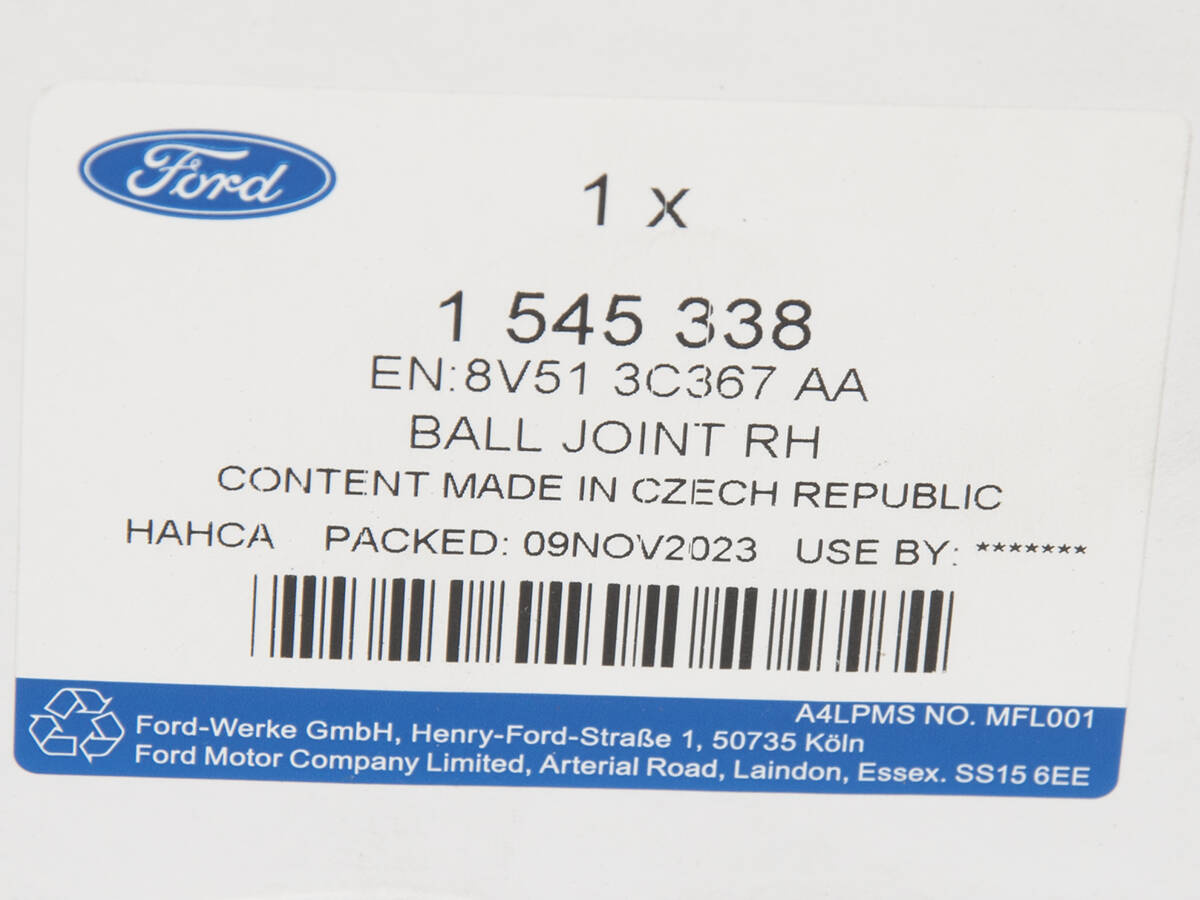 Ford
1 x
1 545 338
EN:8V51 3C367 AA
BALL JOINT RH
CONTENT MADE IN CZECH REPUBLIC
HAHCA PACKED: 09NOV2023 USE BY: *******
A4LPMS NO. MFL001
Ford-Werke GmbH, Henry-Ford-Straße 1, 50735 Köln
Ford Motor Company Limited, Arterial Road, Laindon, Essex. SS15 6EE